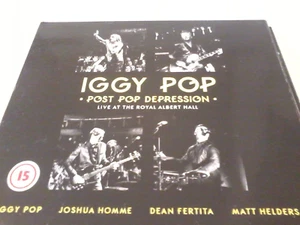 IGGY POP
• POST POP DEPRESSION •
LIVE AT THE ROYAL ALBERT HALL
15
GGY POP JOSHUA HOMME DEAN FERTITA MATT HELDERS